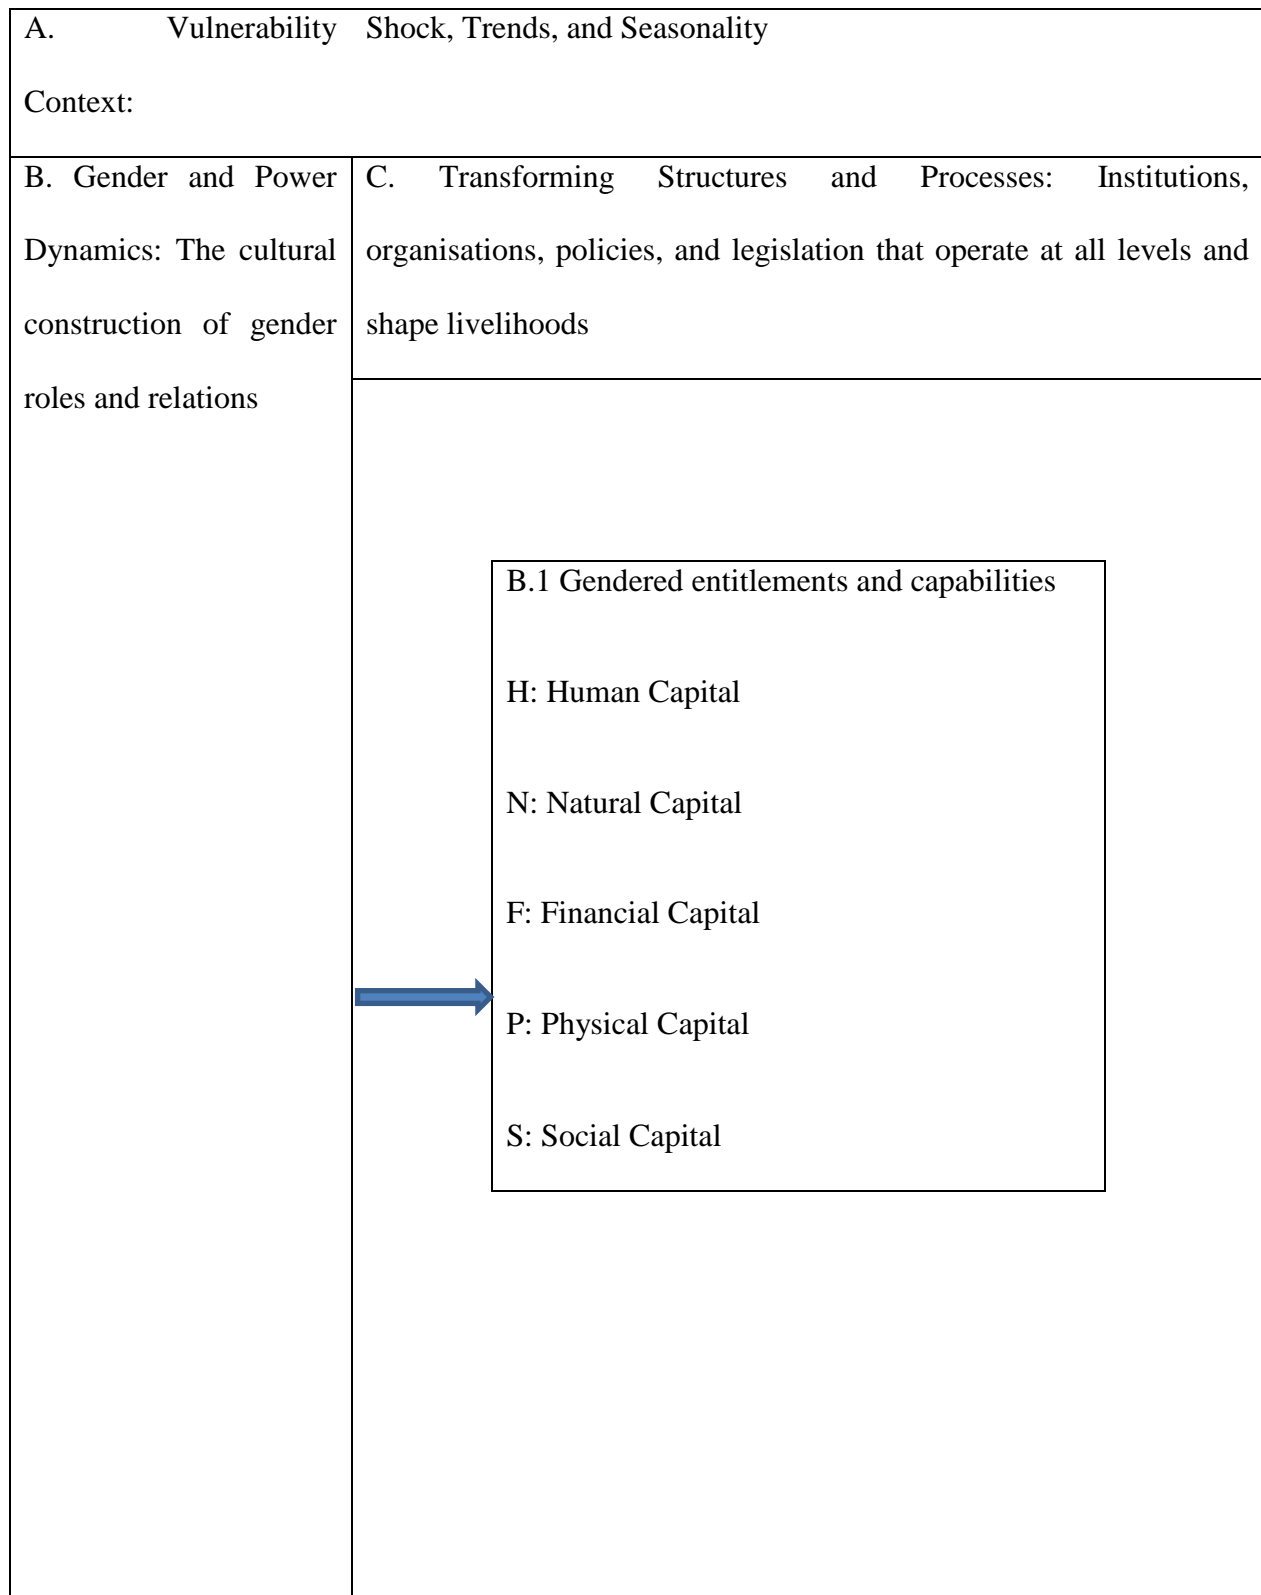 A. Vulnerability
Context:
Shock, Trends, and Seasonality
B. Gender and Power
Dynamics: The cultural
construction of gender
roles and relations
C. Transforming Structures and Processes: Institutions,
organisations, policies, and legislation that operate at all levels and
shape livelihoods
B.1 Gendered entitlements and capabilities
H: Human Capital
N: Natural Capital
F: Financial Capital
P: Physical Capital
S: Social Capital